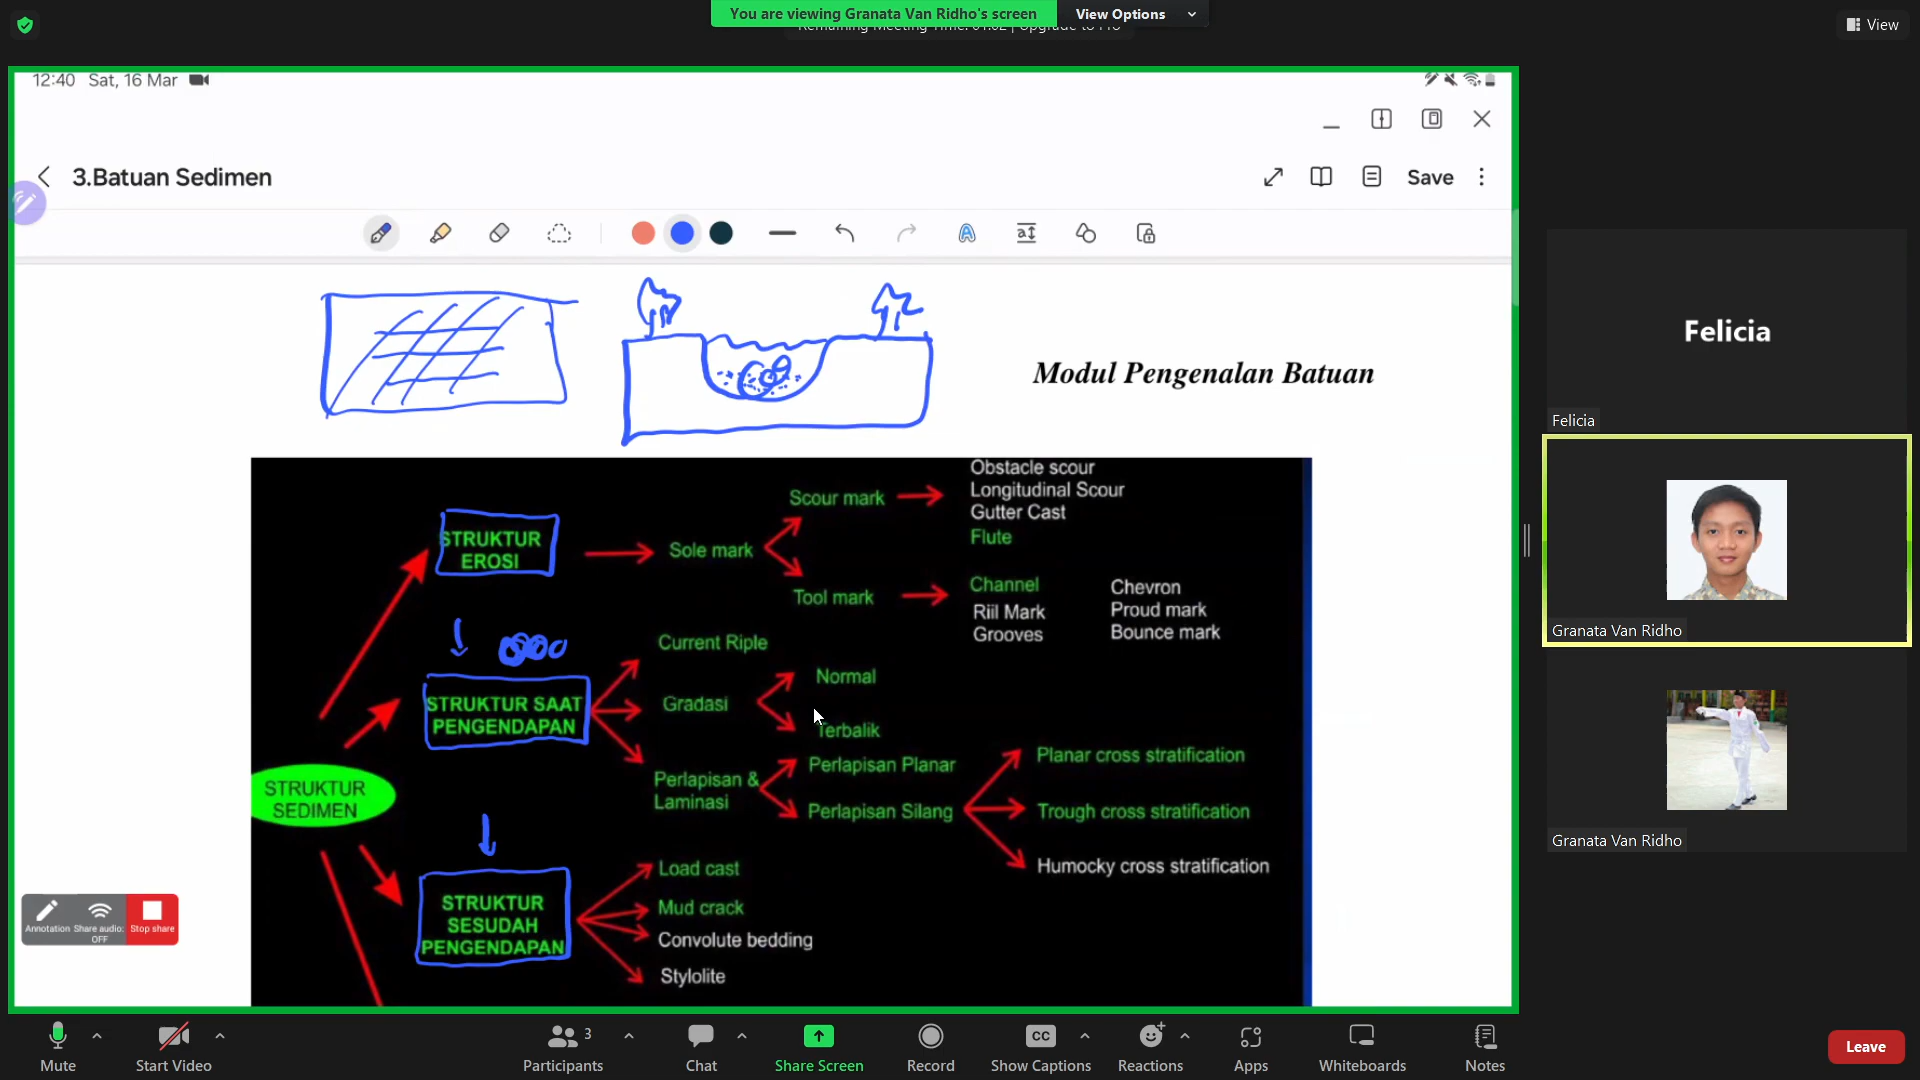 You are viewing Granata Van Ridho's screen
View Options
View
12:40 Sat, 16 Mar
3.Batuan Sedimen
Save
Modul Pengenalan Batuan
Obstacle scour
Longitudinal Scour
Gutter Cast
Flute
Scour mark
STRUKTUR
EROSI
Sole mark
Tool mark
Channel
Riil Mark
Grooves
Chevron
Proud mark
Bounce mark
Current Riple
STRUKTUR SAAT
PENGENDAPAN
Gradasi
Normal
Terbalik
Perlapisan &
Laminasi
Perlapisan Planar
Perlapisan Silang
Planar cross stratification
Trough cross stratification
Humocky cross stratification
STRUKTUR
SEDIMEN
STRUKTUR
SESUDAH
PENGENDAPAN
Load cast
Mud crack
Convolute bedding
Stylolite
Annotation
Share audio:
OFF
Stop share
Felicia
Felicia
Granata Van Ridho
Granata Van Ridho
Mute
Start Video
Participants
3
Chat
Share Screen
Record
CC
Show Captions
Reactions
Apps
Whiteboards
Notes
Leave